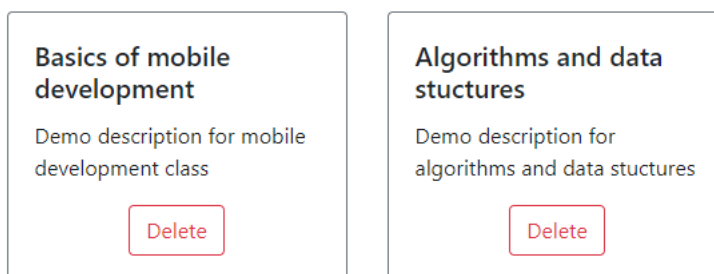 Basics of mobile
development
Demo description for mobile
development class
Delete
Algorithms and data
stuctures
Demo description for
algorithms and data stuctures
Delete